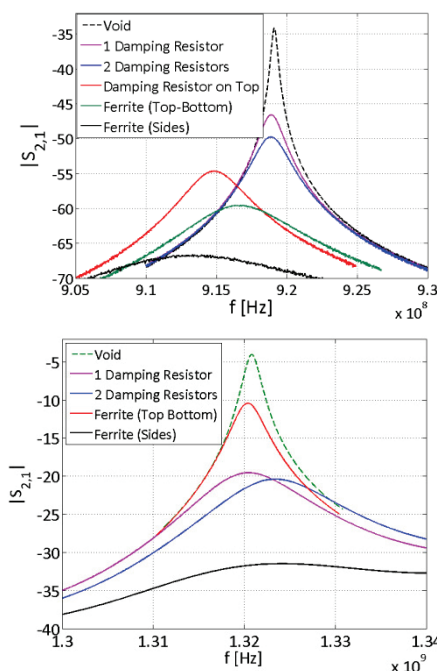 Void
1 Damping Resistor
2 Damping Resistors
Damping Resistor on Top
Ferrite (Top-Bottom)
Ferrite (Sides)
|S2,1|
-35
-40
-45
-50
-55
-60
-65
-70
9.05 9.1 9.15 9.2 9.25 9.3
f [Hz]
x 10^8
Void
1 Damping Resistor
2 Damping Resistors
Ferrite (Top Bottom)
Ferrite (Sides)
|S2,1|
-5
-10
-15
-20
-25
-30
-35
-40
1.3 1.31 1.32 1.33 1.34
f [Hz]
x 10^9